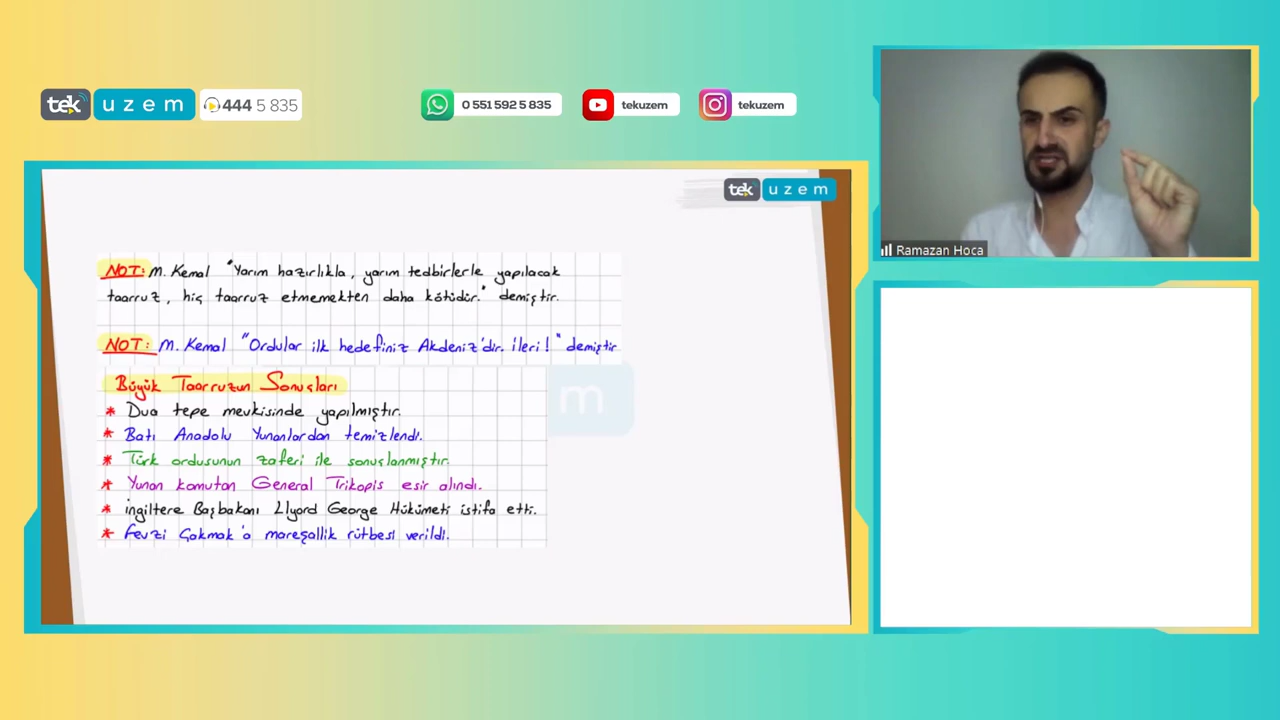 tek uzem 444 5 835
0 551 592 5 835
tekuzem
tekuzem
tek uzem
NOT: M. Kemal "Yarım hazırlıkla, yarım tedbirlerle yapılacak
taarruz, hiç taarruz etmemekten daha kötüdür." demiştir.
NOT: M. Kemal "Ordular ilk hedefiniz Akdeniz'dir. ileri!" demiştir
Büyük Taarruzun Sonuçları
* Dua tepe mevkisinde yapılmıştır.
* Batı Anadolu Yunanlardan temizlendi.
* Türk ordusunun zaferi ile sonuçlanmıştır.
* Yunan komutan General Trikopis esir alındı.
* İngiltere Başbakanı Llyord George Hükümeti istifa etti.
* Fevzi Çakmak'a mareşallik rütbesi verildi.
m
Ramazan Hoca